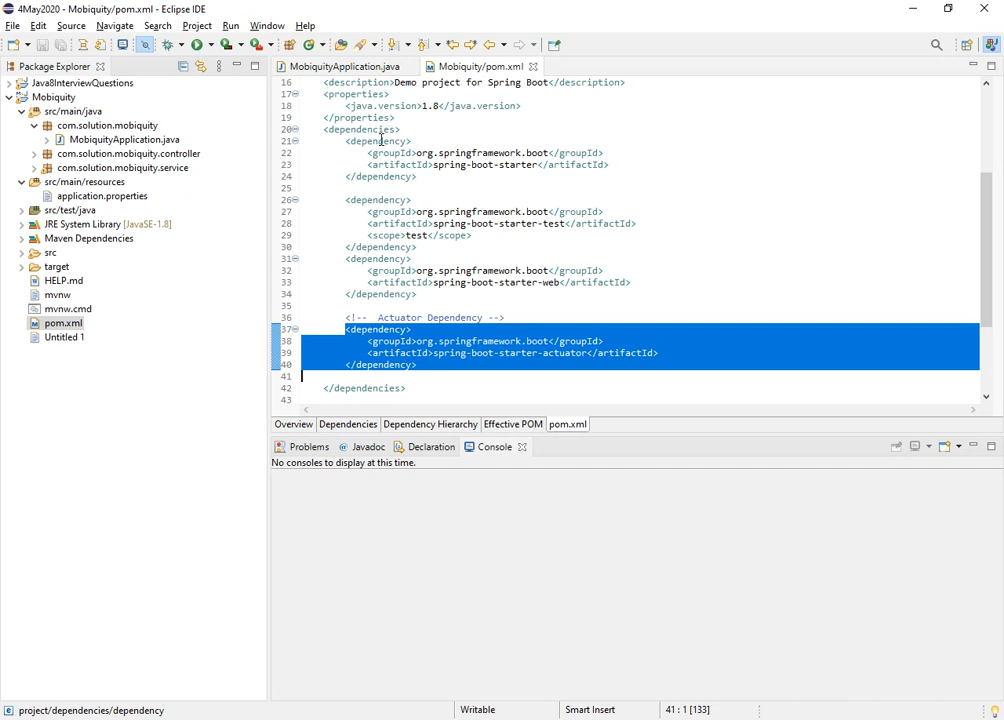 4May2020 - Mobiquity/pom.xml - Eclipse IDE
File Edit Source Navigate Search Project Run Window Help
Package Explorer
MobiquityApplication.java
Mobiquity/pom.xml
Java8InterviewQuestions
Mobiquity
src/main/java
com.solution.mobiquity
MobiquityApplication.java
com.solution.mobiquity.controller
com.solution.mobiquity.service
src/main/resources
application.properties
src/test/java
JRE System Library [JavaSE-1.8]
Maven Dependencies
src
target
HELP.md
mvnw
mvnw.cmd
pom.xml
Untitled 1
16 <description>Demo project for Spring Boot</description>
17 <properties>
18 <java.version>1.8</java.version>
19 </properties>
20 <dependencies>
21 <dependency>
22 <groupId>org.springframework.boot</groupId>
23 <artifactId>spring-boot-starter</artifactId>
24 </dependency>
25
26 <dependency>
27 <groupId>org.springframework.boot</groupId>
28 <artifactId>spring-boot-starter-test</artifactId>
29 <scope>test</scope>
30 </dependency>
31 <dependency>
32 <groupId>org.springframework.boot</groupId>
33 <artifactId>spring-boot-starter-web</artifactId>
34 </dependency>
35
36 <!-- Actuator Dependency -->
37 <dependency>
38 <groupId>org.springframework.boot</groupId>
39 <artifactId>spring-boot-starter-actuator</artifactId>
40 </dependency>
41
42 </dependencies>
43
Overview Dependencies Dependency Hierarchy Effective POM pom.xml
Problems Javadoc Declaration Console
No consoles to display at this time.
project/dependencies/dependency Writable Smart Insert 41 : 1 [133]